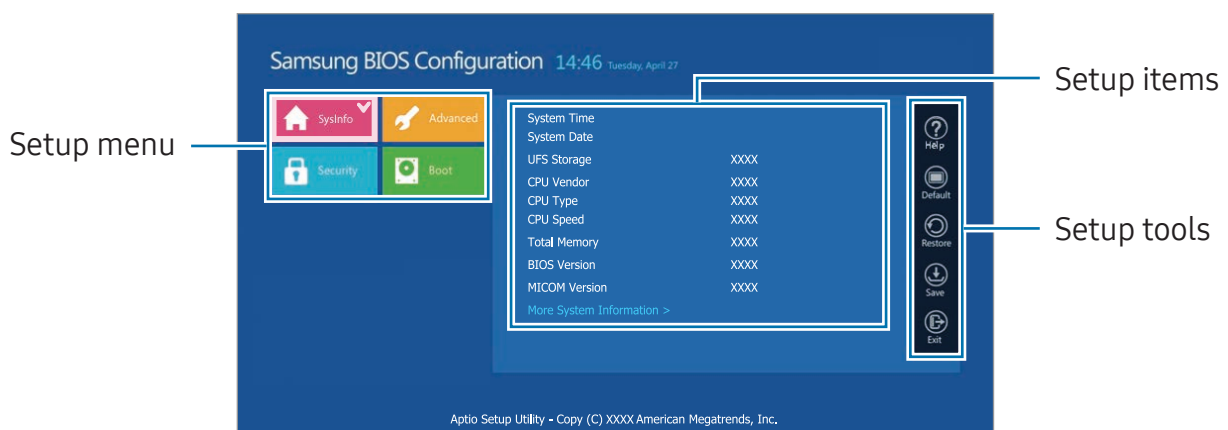 Samsung BIOS Configuration 14:46 Tuesday, April 27
Setup items
Setup menu
SysInfo
Advanced
Security
Boot
System Time
System Date
UFS Storage XXXX
CPU Vendor XXXX
CPU Type XXXX
CPU Speed XXXX
Total Memory XXXX
BIOS Version XXXX
MICOM Version XXXX
More System Information >
Help
Default
Restore
Save
Exit
Setup tools
Aptio Setup Utility - Copy (C) XXXX American Megatrends, Inc.